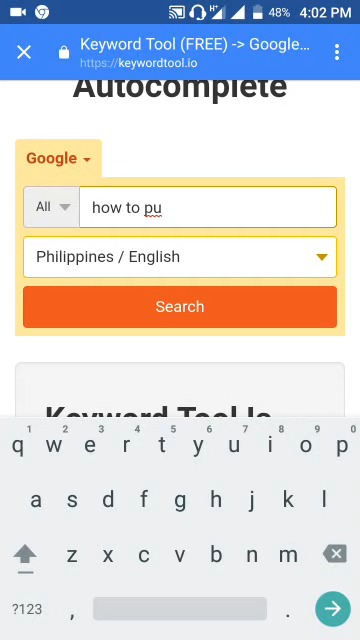 48% 4:02 PM
Keyword Tool (FREE) -> Google...
https://keywordtool.io
Autocomplete
Google
All how to pu
Philippines / English
Search
Keyword Tool Io
1 2 3 4 5 6 7 8 9 0
q w e r t y u i o p
a s d f g h j k l
z x c v b n m
?123 , .